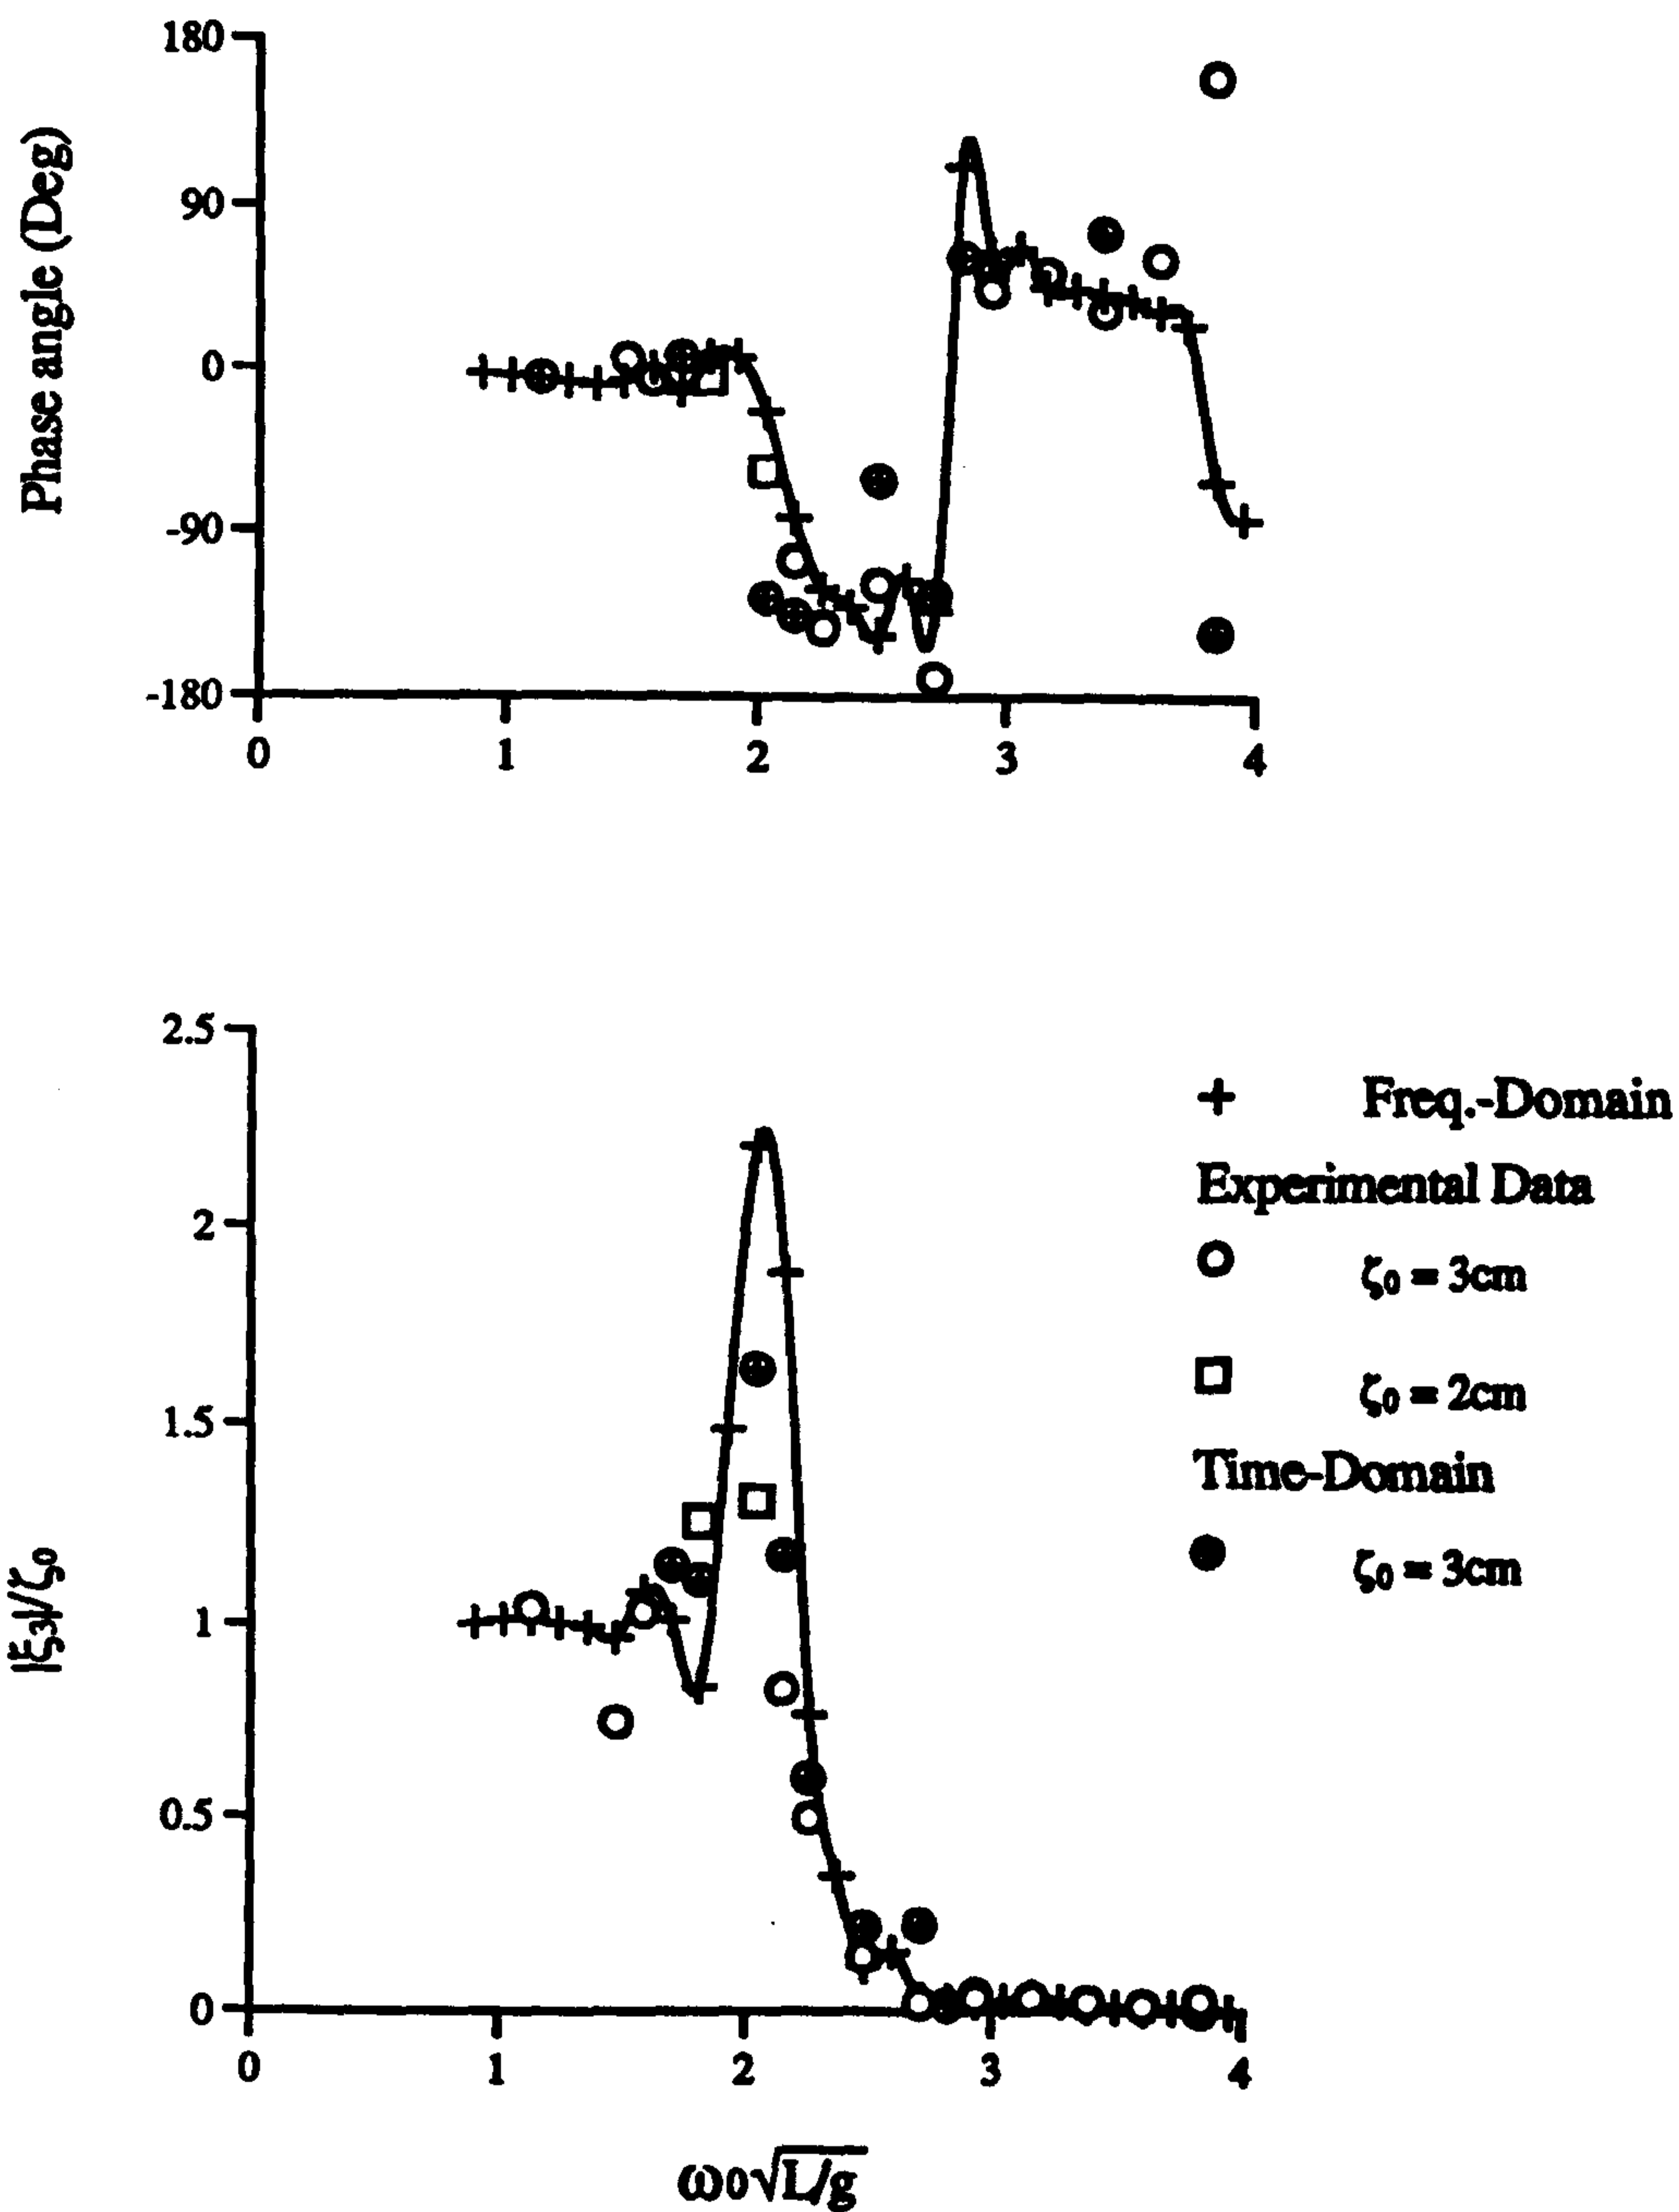 180
90
0
-90
-180
Phase angle (Deg)
0 1 2 3 4
2.5
2
1.5
1
0.5
0
|ξ3|/ζ0
0 1 2 3 4
ω0√L/g
+ Freq.-Domain
Experimental Data
ζ0 = 3cm
ζ0 = 2cm
Time-Domain
ζ0 = 3cm